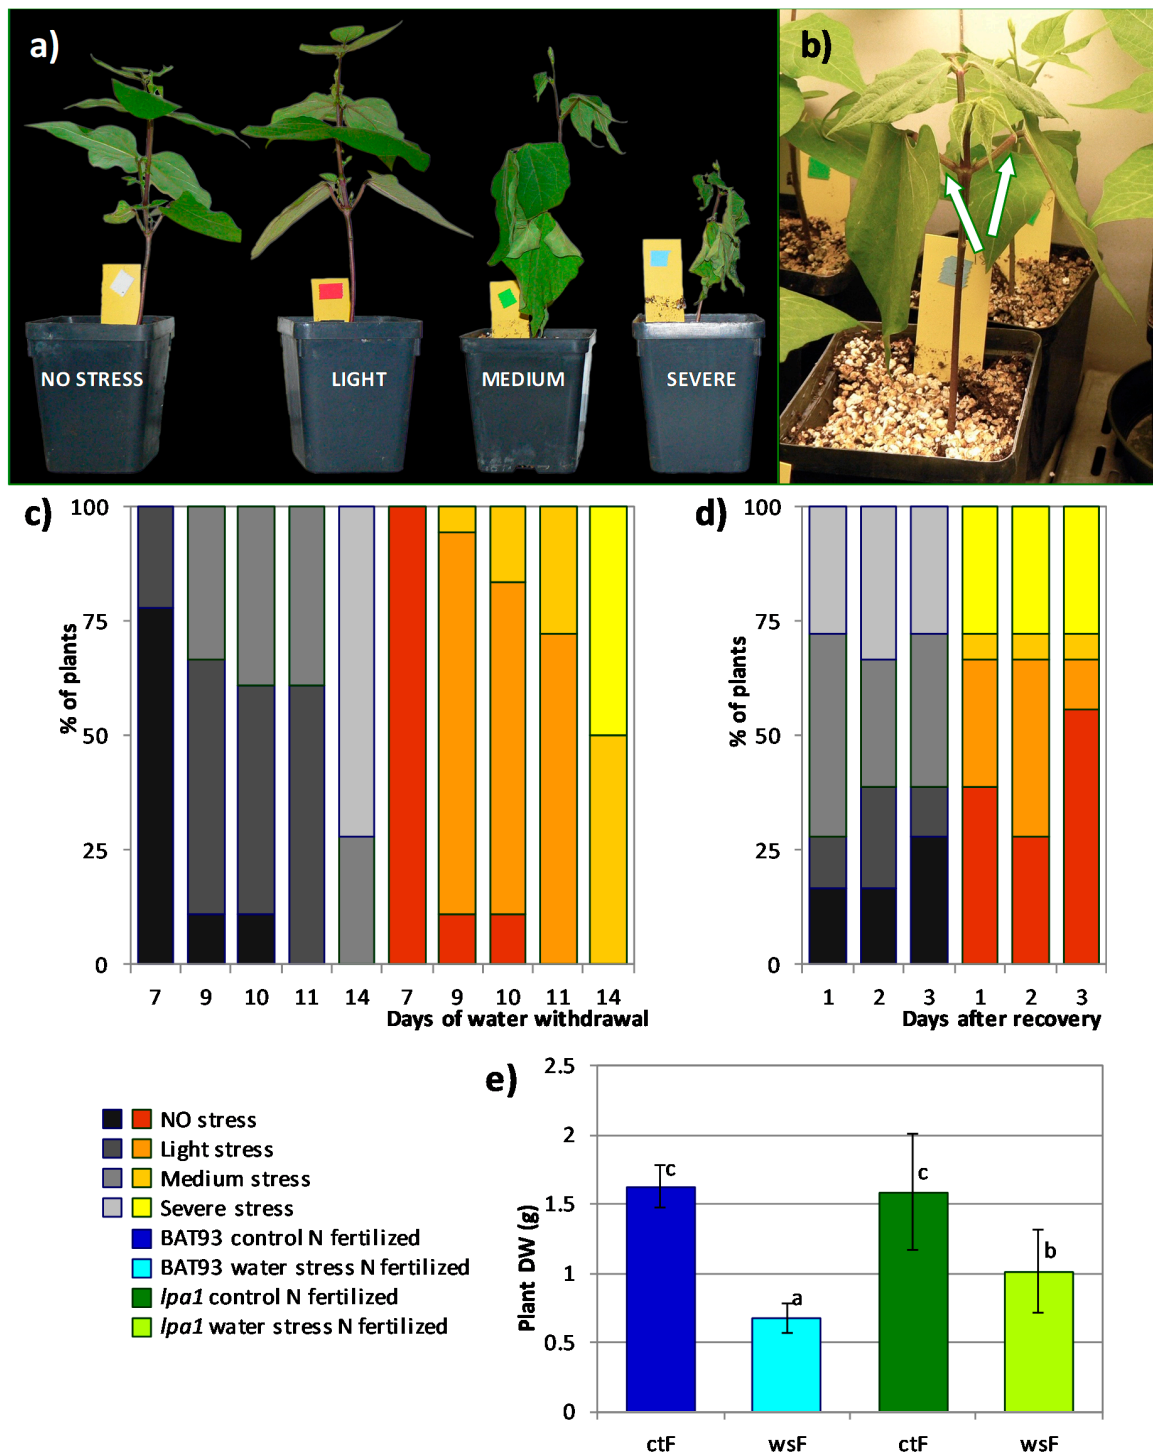 a)
NO STRESS
LIGHT
MEDIUM
SEVERE
b)
c)
100
75
50
25
0
% of plants
7
9
10
11
14
7
9
10
11
14
Days of water withdrawal
d)
100
75
50
25
0
% of plants
1
2
3
1
2
3
Days after recovery
NO stress
Light stress
Medium stress
Severe stress
BAT93 control N fertilized
BAT93 water stress N fertilized
lpa1 control N fertilized
lpa1 water stress N fertilized
e)
2.5
2
1.5
1
0.5
0
Plant DW (g)
c
a
c
b
ctF
wsF
ctF
wsF